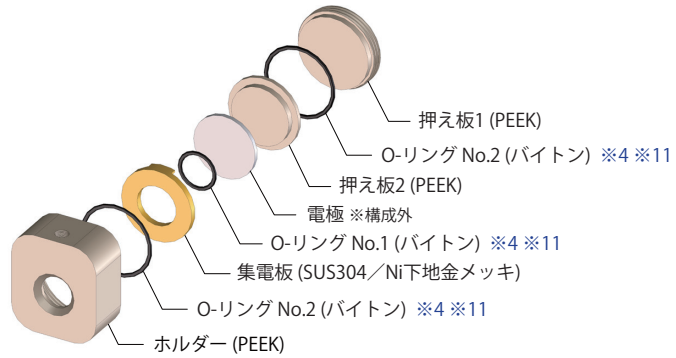 押え板1 (PEEK)
O-リング No.2 (バイトン) ※4 ※11
押え板2 (PEEK)
電極 ※構成外
O-リング No.1 (バイトン) ※4 ※11
集電板 (SUS304／Ni下地金メッキ)
O-リング No.2 (バイトン) ※4 ※11
ホルダー (PEEK)